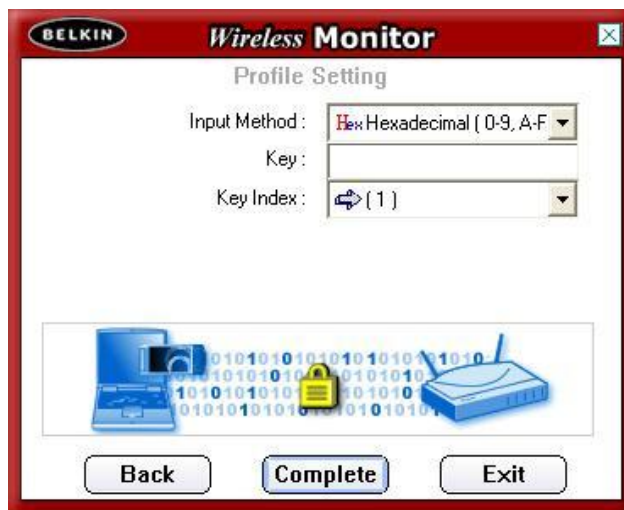 BELKIN Wireless Monitor
Profile Setting
Input Method : Hex Hexadecimal ( 0-9, A-F
Key :
Key Index : ( 1 )
Back Complete Exit